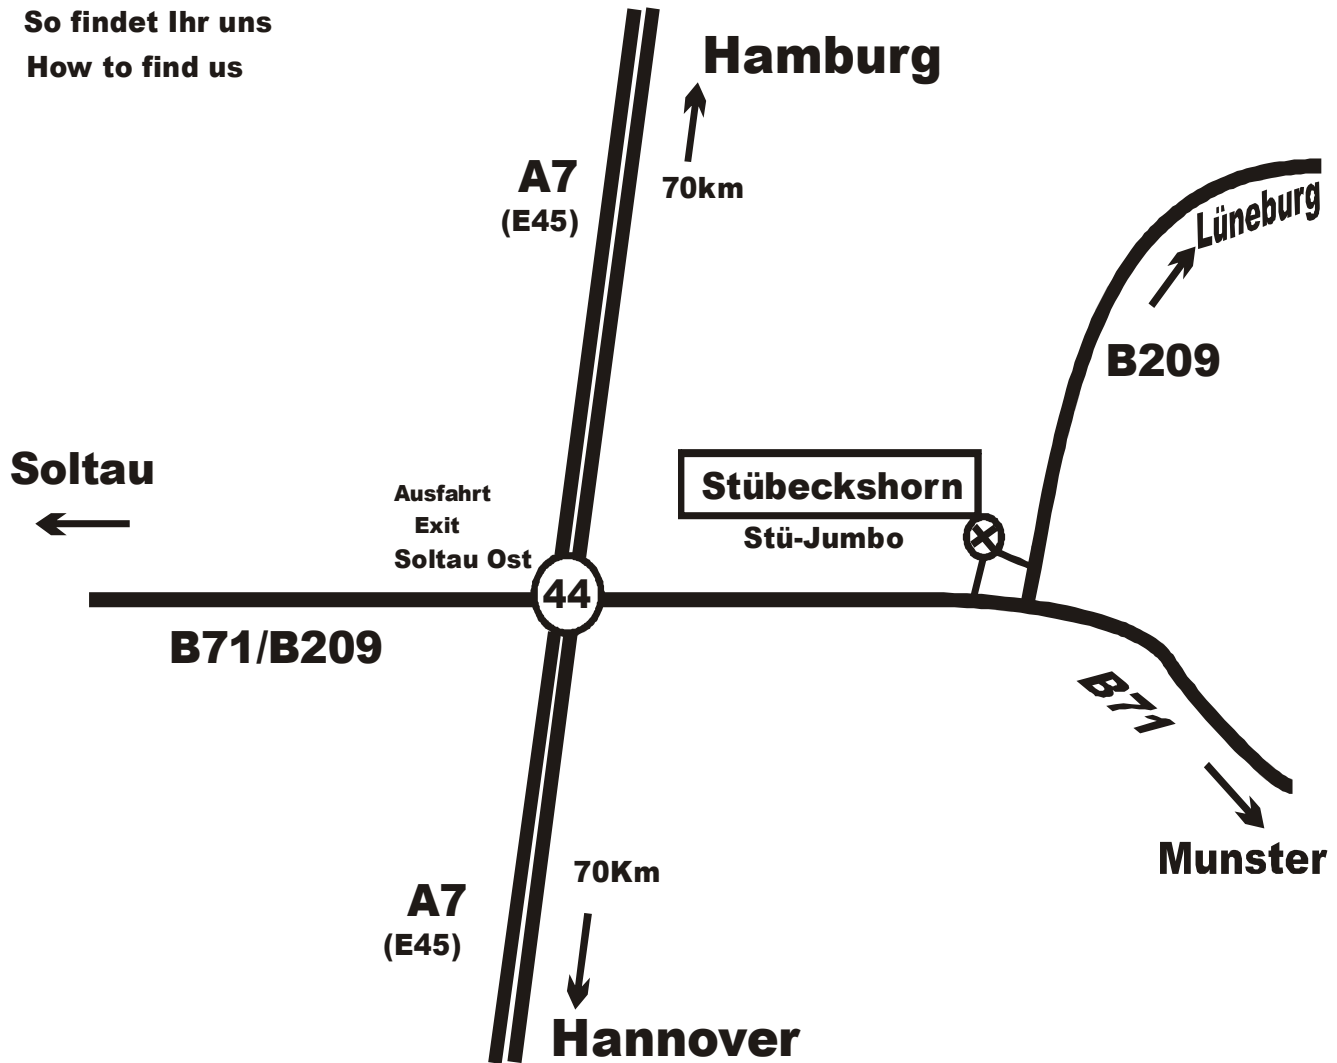 So findet Ihr uns
How to find us
Hamburg
A7
(E45)
70km
Lüneburg
B209
Soltau
Ausfahrt
Exit
Soltau Ost
Stübeckshorn
Stü-Jumbo
44
B71/B209
B71
Munster
70Km
A7
(E45)
Hannover